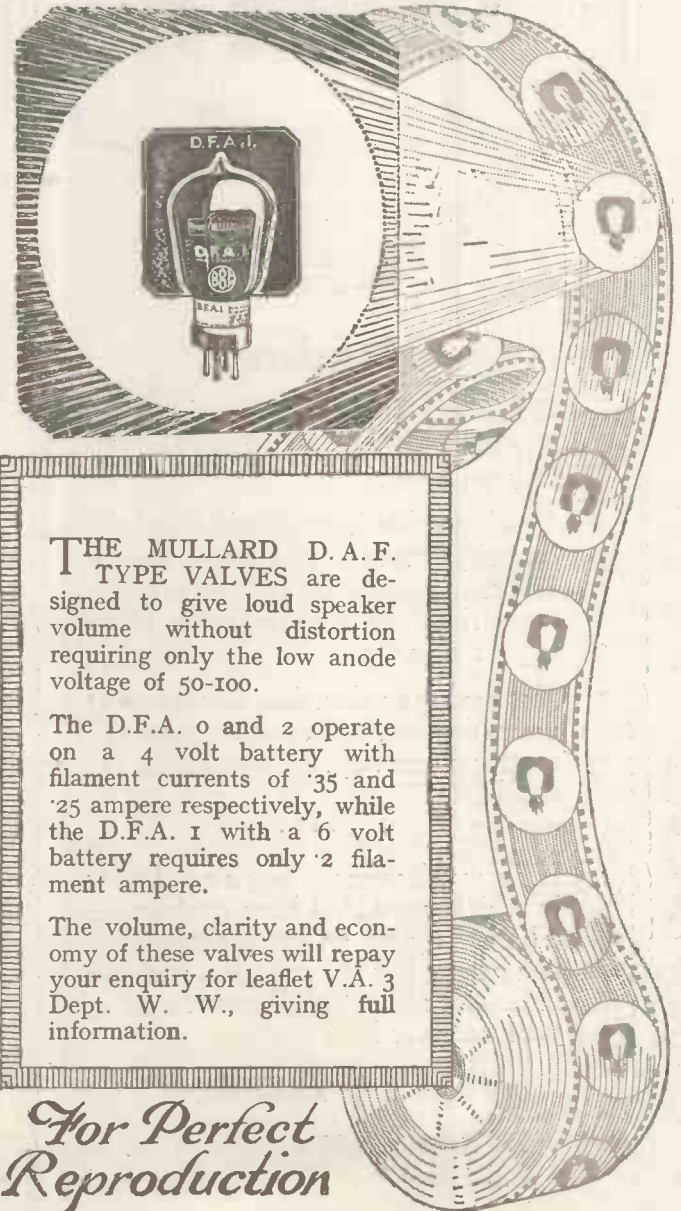 D.F.A.I.
MULLARD
D.F.A.I
THE MULLARD D. A. F.
TYPE VALVES are de-
signed to give loud speaker
volume without distortion
requiring only the low anode
voltage of 50-100.
The D.F.A. 0 and 2 operate
on a 4 volt battery with
filament currents of ·35 and
·25 ampere respectively, while
the D.F.A. 1 with a 6 volt
battery requires only ·2 fila-
ment ampere.
The volume, clarity and econ-
omy of these valves will repay
your enquiry for leaflet V.A. 3
Dept. W. W., giving full
information.
For Perfect
Reproduction